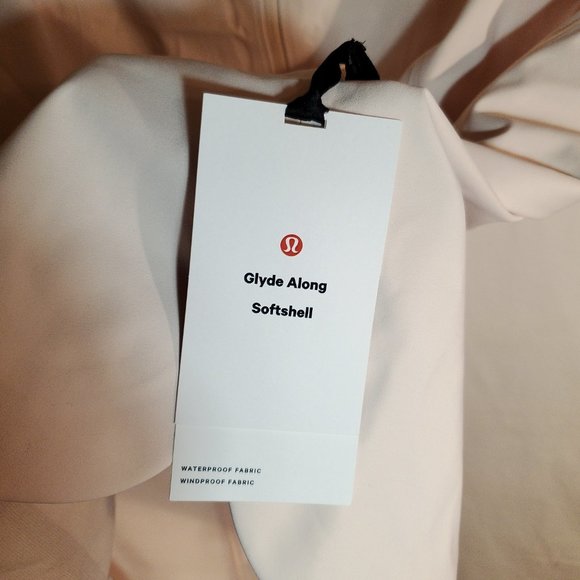 Glyde Along
Softshell
WATERPROOF FABRIC
WINDPROOF FABRIC